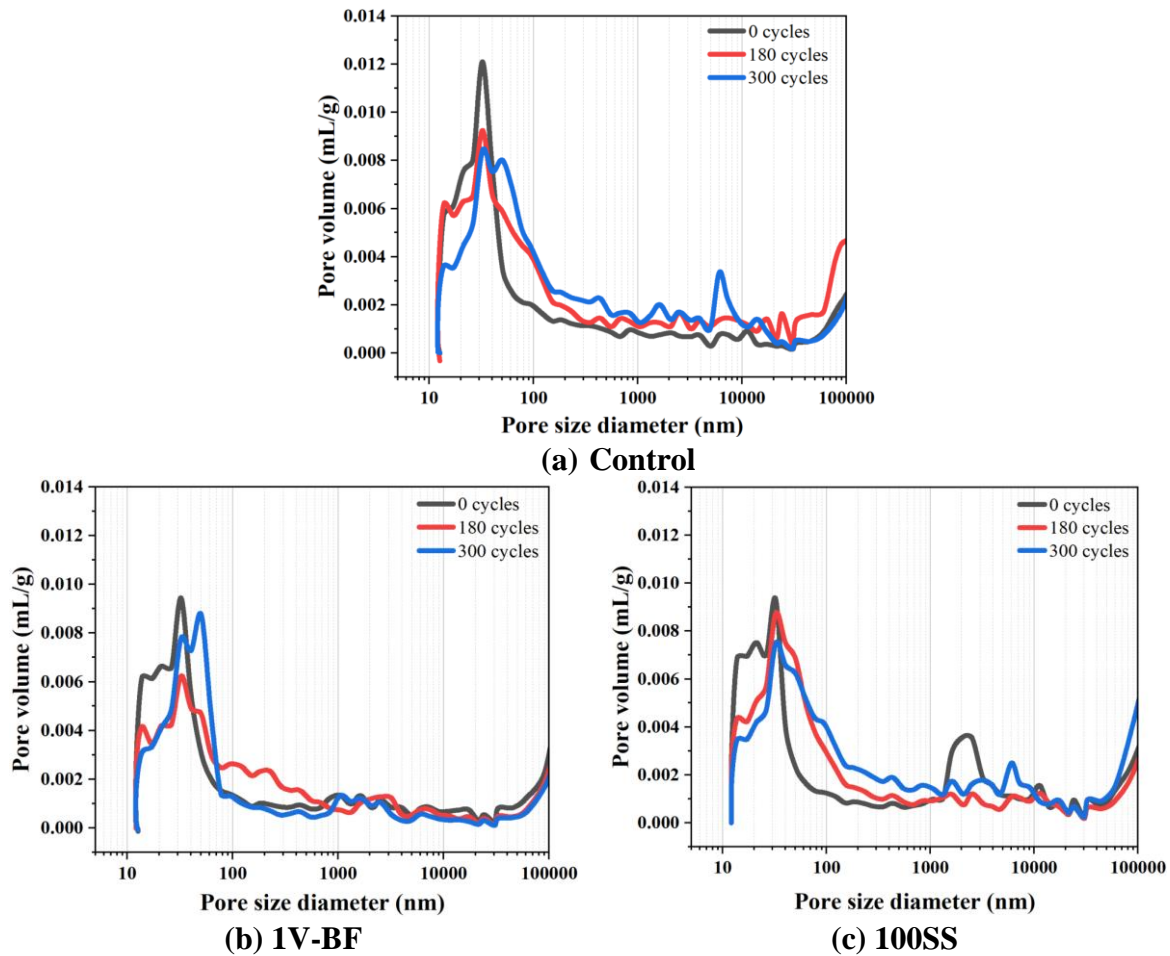 0.014
0.012
0.010
0.008
0.006
0.004
0.002
0.000
Pore volume (mL/g)
0 cycles
180 cycles
300 cycles
10 100 1000 10000 100000
Pore size diameter (nm)
(a) Control
0.014
0.012
0.010
0.008
0.006
0.004
0.002
0.000
Pore volume (mL/g)
0 cycles
180 cycles
300 cycles
10 100 1000 10000 100000
Pore size diameter (nm)
(b) 1V-BF
0.014
0.012
0.010
0.008
0.006
0.004
0.002
0.000
Pore volume (mL/g)
0 cycles
180 cycles
300 cycles
10 100 1000 10000 100000
Pore size diameter (nm)
(c) 100SS